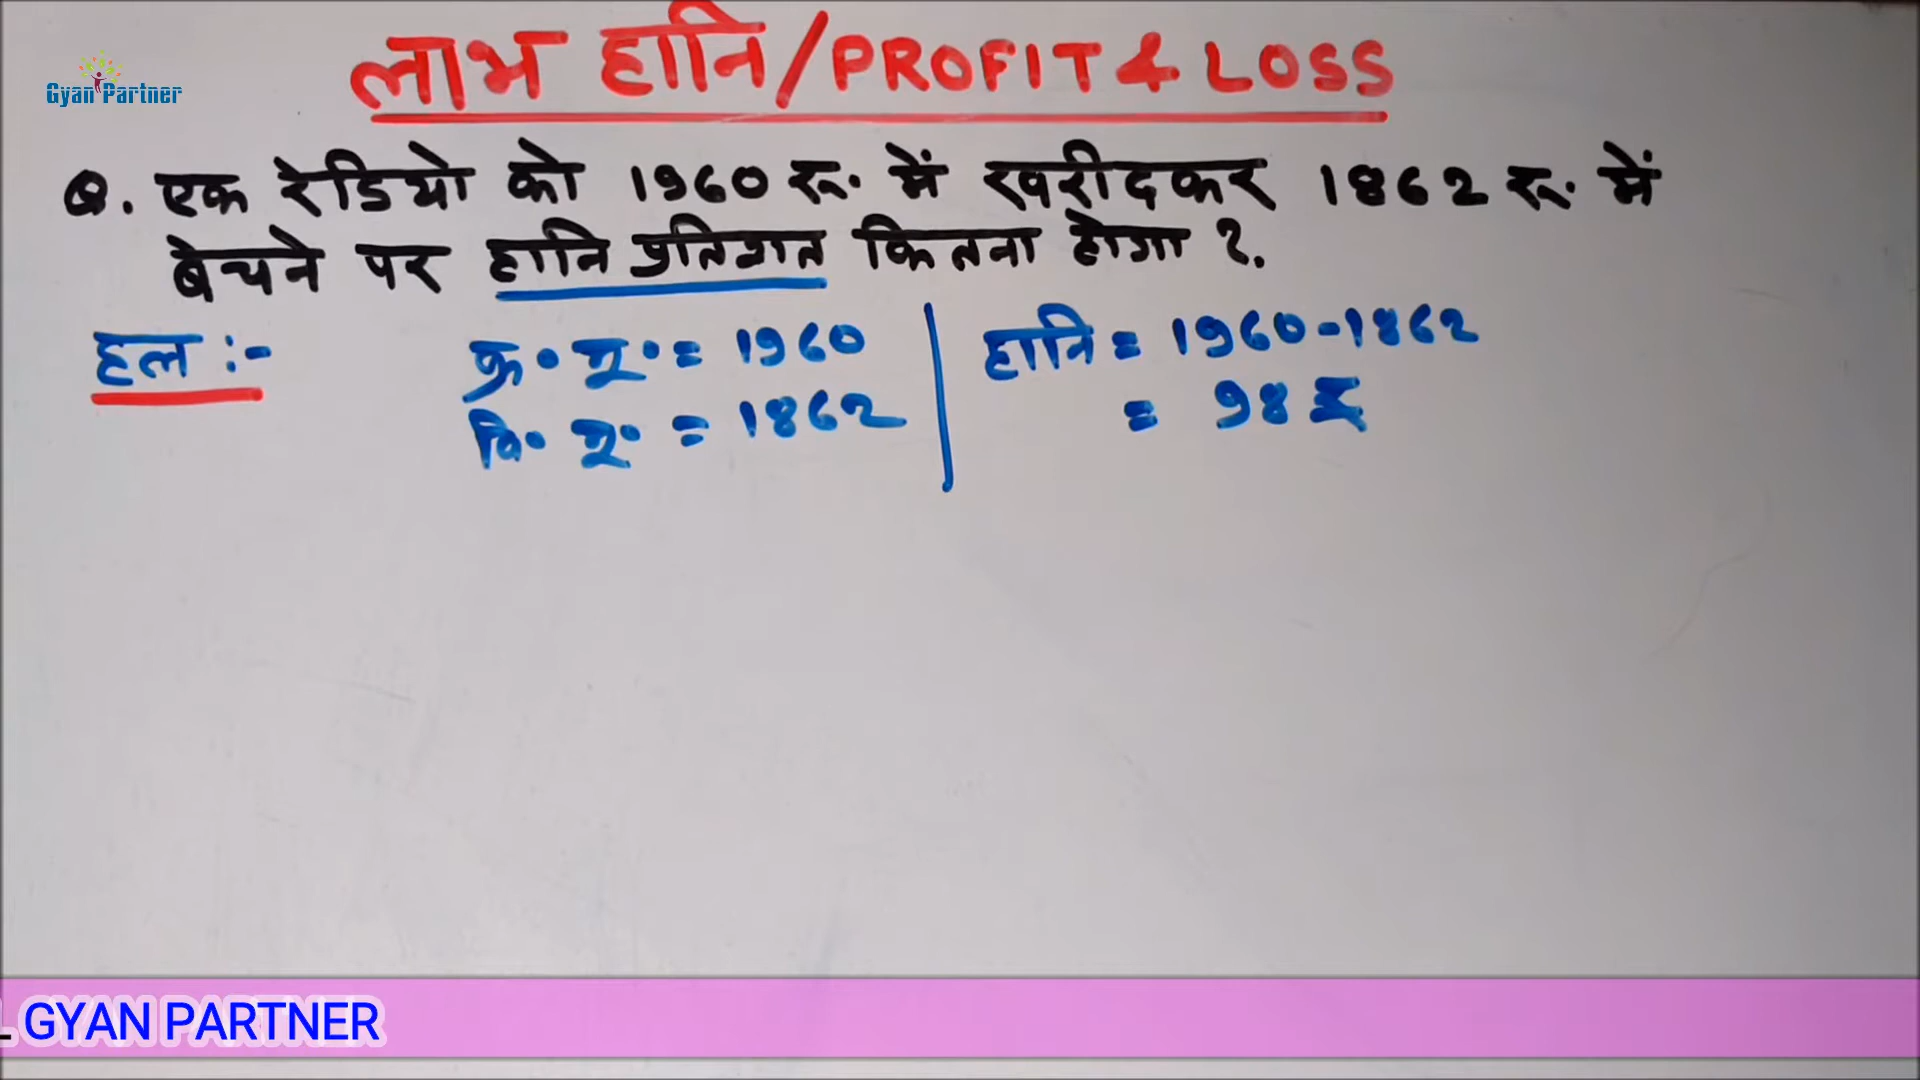 लाभ हानि/PROFIT & LOSS
Gyan Partner
Q. एक रेडियो को 1960 रू. में खरीदकर 1862 रू. में
बेचने पर हानि प्रतिशत कितना होगा ?.
हल :-
क्र॰ मू॰ = 1960
वि॰ मू॰ = 1862
हानि = 1960-1862
= 98 ₹
L GYAN PARTNER